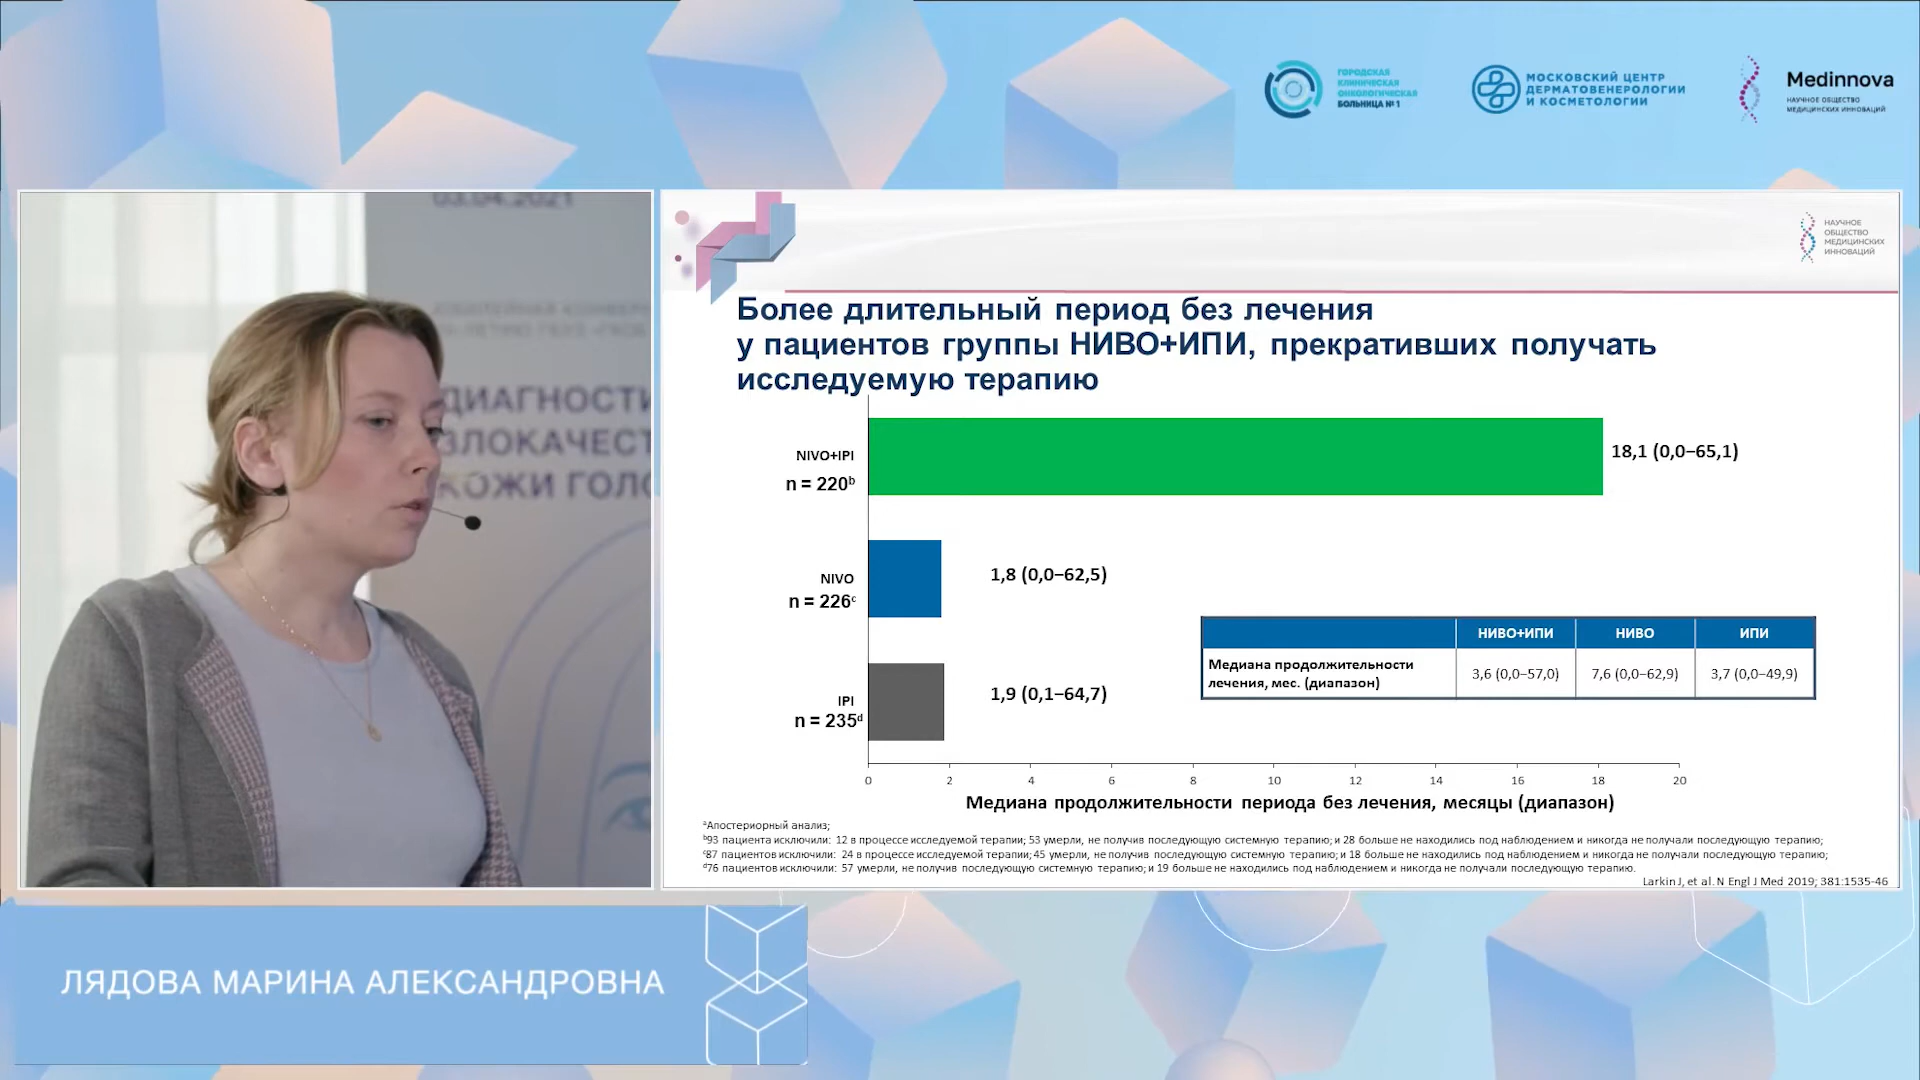 ГОРОДСКАЯ
КЛИНИЧЕСКАЯ
ОНКОЛОГИЧЕСКАЯ
БОЛЬНИЦА №1
МОСКОВСКИЙ ЦЕНТР
ДЕРМАТОВЕНЕРОЛОГИИ
И КОСМЕТОЛОГИИ
Medinnova
НАУЧНОЕ ОБЩЕСТВО
МЕДИЦИНСКИХ ИННОВАЦИЙ
03.04.2021
ДИАГНОСТИ
ЗЛОКАЧЕСТ
КОЖИ ГОЛО
НАУЧНОЕ
ОБЩЕСТВО
МЕДИЦИНСКИХ
ИННОВАЦИЙ
Более длительный период без лечения
у пациентов группы НИВО+ИПИ, прекративших получать
исследуемую терапию
NIVO+IPI
n = 220ᵇ
18,1 (0,0–65,1)
NIVO
n = 226ᶜ
1,8 (0,0–62,5)
IPI
n = 235ᵈ
1,9 (0,1–64,7)
НИВО+ИПИ НИВО ИПИ
Медиана продолжительности
лечения, мес. (диапазон)
3,6 (0,0–57,0) 7,6 (0,0–62,9) 3,7 (0,0–49,9)
0 2 4 6 8 10 12 14 16 18 20
Медиана продолжительности периода без лечения, месяцы (диапазон)
ᵃАпостериорный анализ;
ᵇ93 пациента исключили: 12 в процессе исследуемой терапии; 53 умерли, не получив последующую системную терапию; и 28 больше не находились под наблюдением и никогда не получали последующую терапию;
ᶜ87 пациентов исключили: 24 в процессе исследуемой терапии; 45 умерли, не получив последующую системную терапию; и 18 больше не находились под наблюдением и никогда не получали последующую терапию;
ᵈ76 пациентов исключили: 57 умерли, не получив последующую системную терапию; и 19 больше не находились под наблюдением и никогда не получали последующую терапию.
Larkin J, et al. N Engl J Med 2019; 381:1535-46
ЛЯДОВА МАРИНА АЛЕКСАНДРОВНА